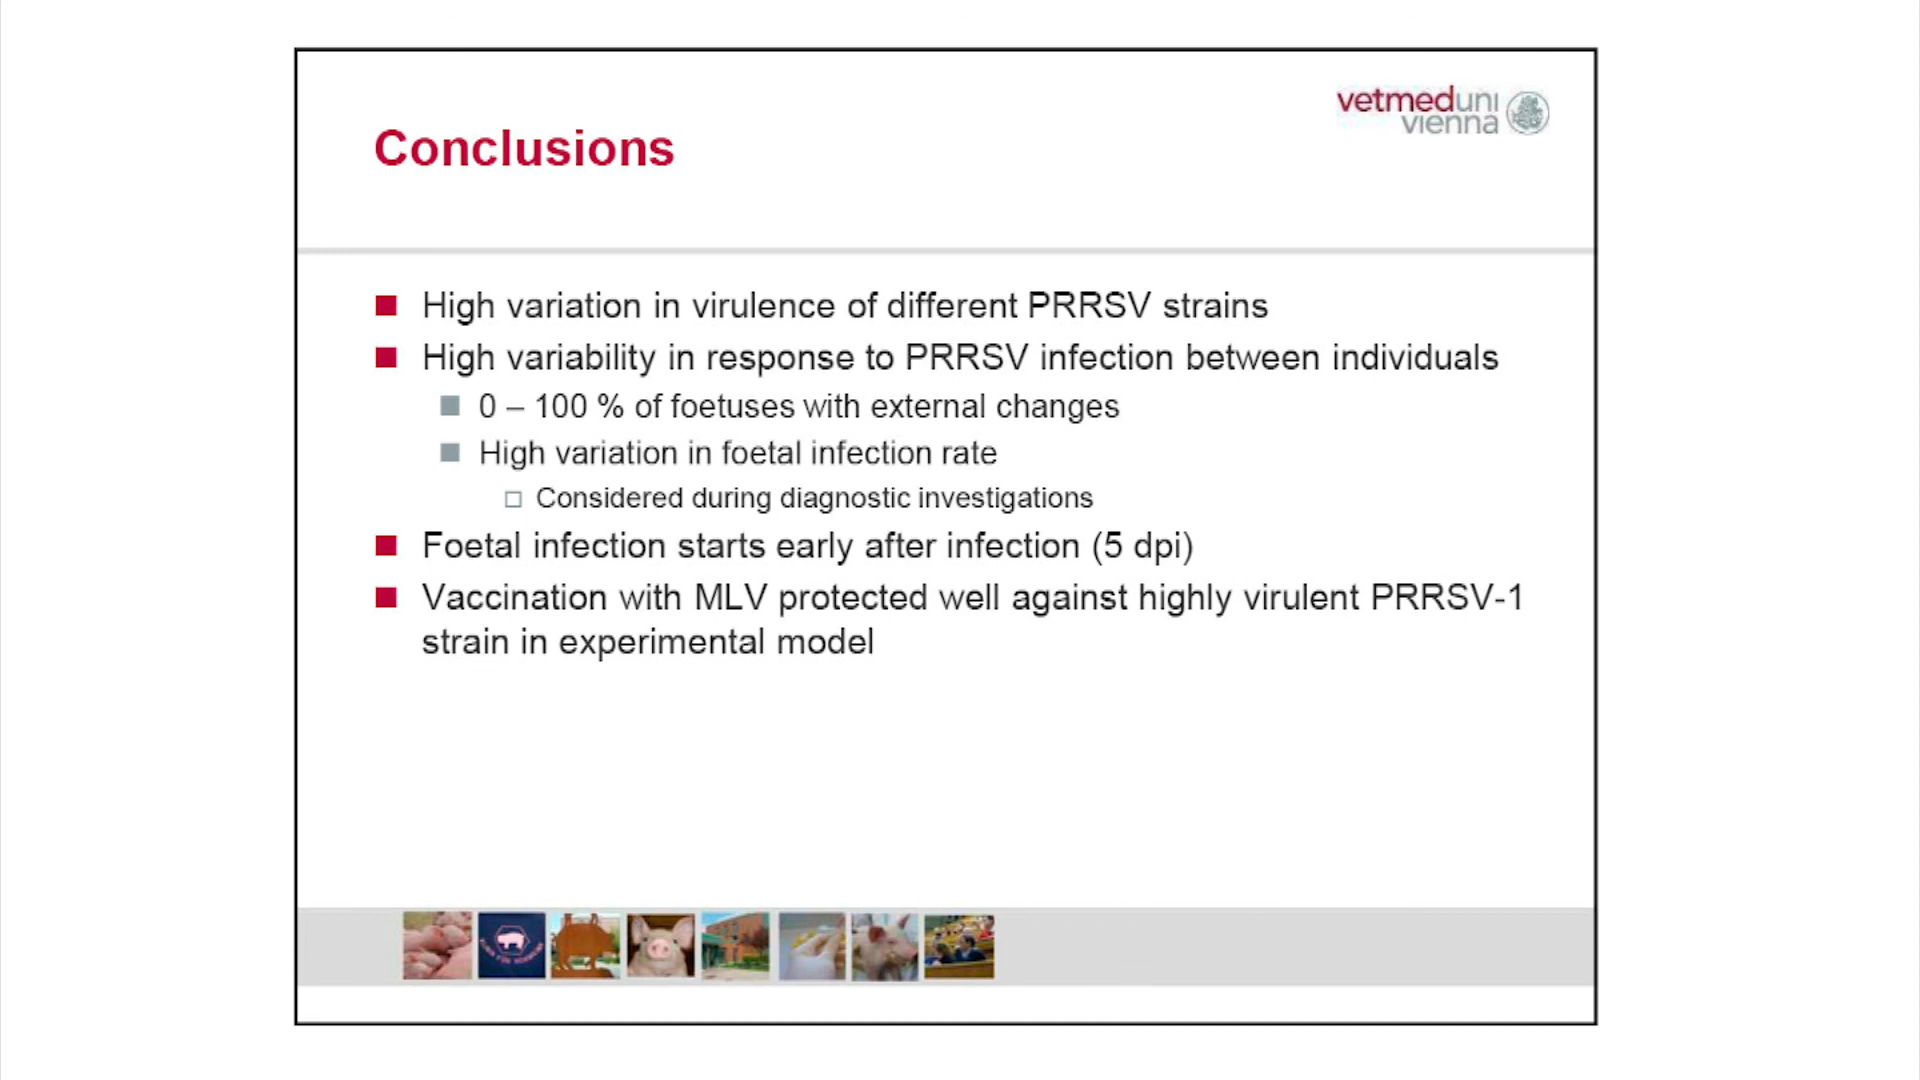 vetmeduni
vienna
Conclusions
High variation in virulence of different PRRSV strains
High variability in response to PRRSV infection between individuals
0 – 100 % of foetuses with external changes
High variation in foetal infection rate
Considered during diagnostic investigations
Foetal infection starts early after infection (5 dpi)
Vaccination with MLV protected well against highly virulent PRRSV-1
strain in experimental model